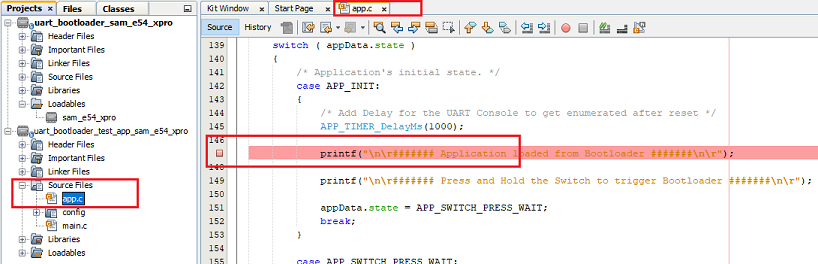 Projects × Files Classes
uart_bootloader_sam_e54_xpro
Header Files
Important Files
Linker Files
Source Files
Libraries
Loadables
sam_e54_xpro
uart_bootloader_test_app_sam_e54_xpro
Header Files
Important Files
Linker Files
Source Files
app.c
config
main.c
Libraries
Loadables
Kit Window × Start Page × app.c ×
Source History
139 switch ( appData.state )
140 {
141 /* Application's initial state. */
142 case APP_INIT:
143 {
144 /* Add Delay for the UART Console to get enumerated after reset */
145 APP_TIMER_DelayMs(1000);
146
printf("\n\r####### Application loaded from Bootloader #######\n\r");
148
149 printf("\n\r####### Press and Hold the Switch to trigger Bootloader #######\n\r");
150
151 appData.state = APP_SWITCH_PRESS_WAIT;
152 break;
153 }
154
155 case APP_SWITCH_PRESS_WAIT: